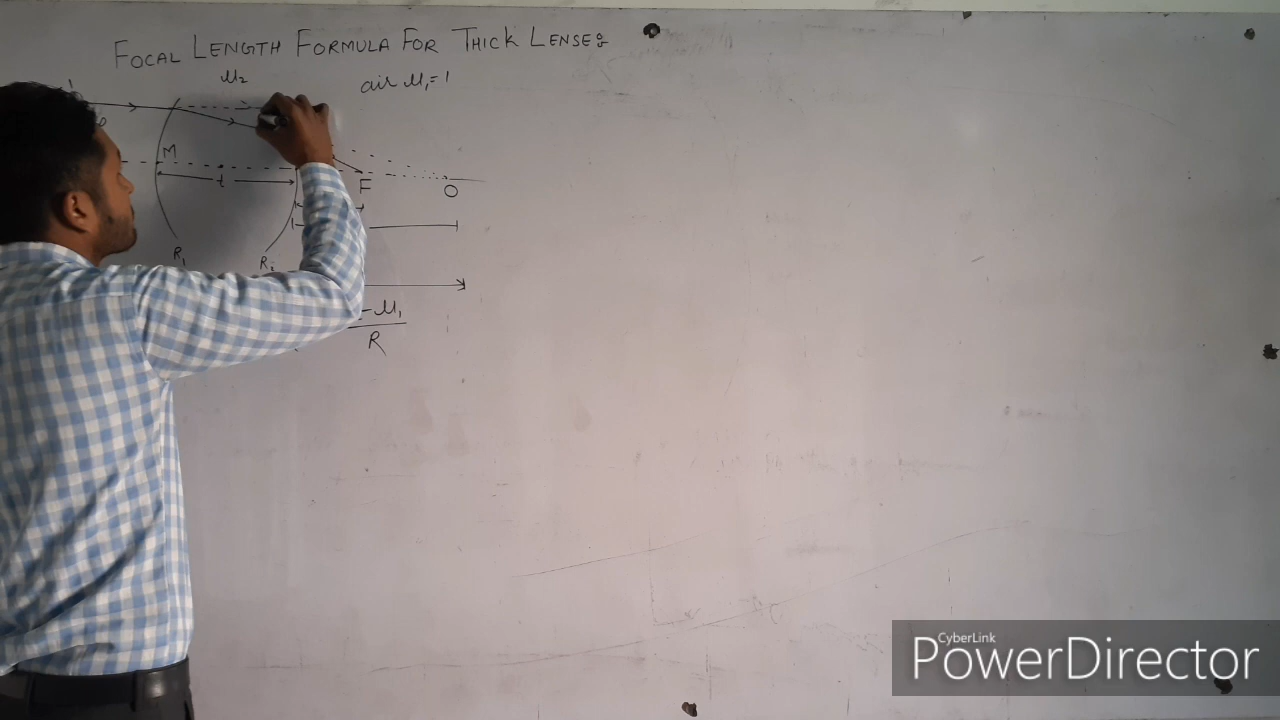 FOCAL LENGTH FORMULA FOR THICK LENSES
μ₂
air μ₁=1
M
t
F
O
R₁
R₂
- μ₁
R
CyberLink
PowerDirector